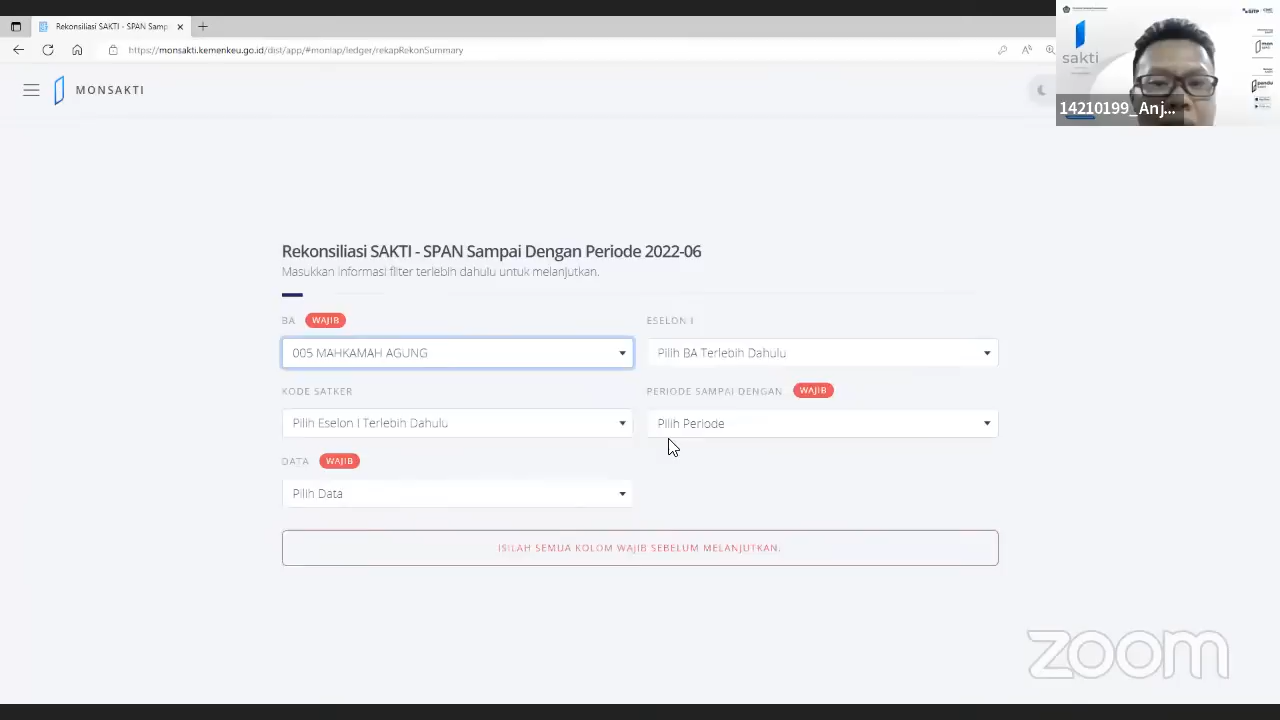 Rekonsiliasi SAKTI - SPAN Samp
https://monsakti.kemenkeu.go.id/dist/app/#moniap/ledger/rekapRekonSummary
MONSAKTI
sakti
14210199_Anj...
Rekonsiliasi SAKTI - SPAN Sampai Dengan Periode 2022-06
Masukkan informasi filter terlebih dahulu untuk melanjutkan.
BA WAJIB
ESELON I
005 MAHKAMAH AGUNG
Pilih BA Terlebih Dahulu
KODE SATKER
PERIODE SAMPAI DENGAN WAJIB
Pilih Eselon I Terlebih Dahulu
Pilih Periode
DATA WAJIB
Pilih Data
ISILAH SEMUA KOLOM WAJIB SEBELUM MELANJUTKAN.
zoom